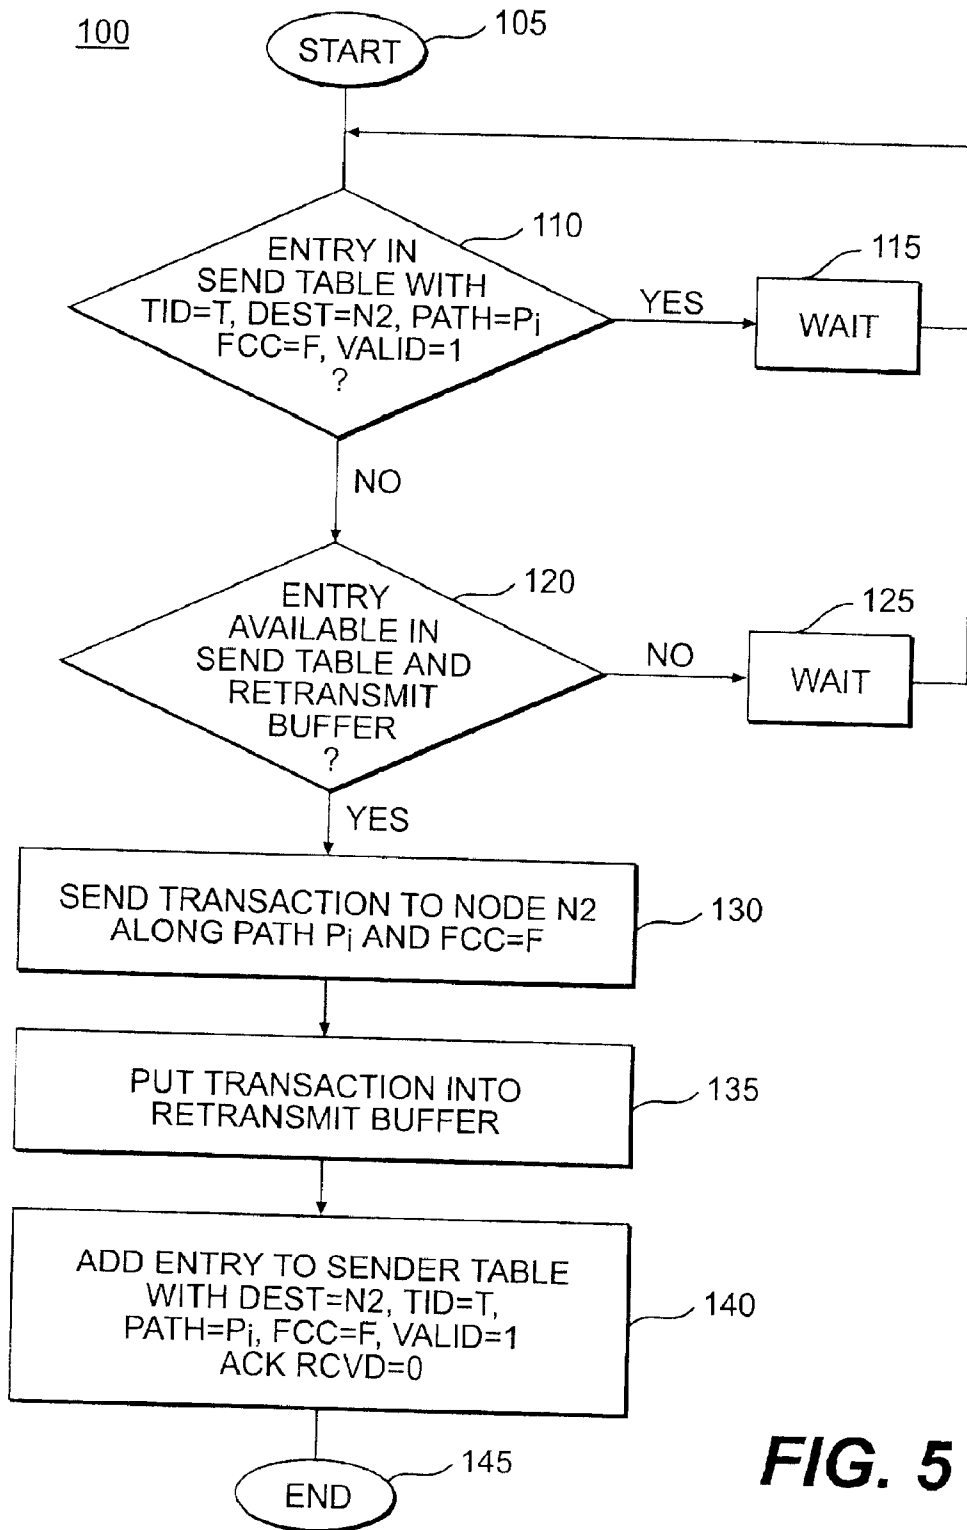 100
START
105
ENTRY IN
SEND TABLE WITH
TID=T, DEST=N2, PATH=Pi
FCC=F, VALID=1
?
110
YES
115
WAIT
NO
ENTRY
AVAILABLE IN
SEND TABLE AND
RETRANSMIT
BUFFER
?
120
NO
125
WAIT
YES
SEND TRANSACTION TO NODE N2
ALONG PATH Pi AND FCC=F
130
PUT TRANSACTION INTO
RETRANSMIT BUFFER
135
ADD ENTRY TO SENDER TABLE
WITH DEST=N2, TID=T,
PATH=Pi, FCC=F, VALID=1
ACK RCVD=0
140
END
145
FIG. 5